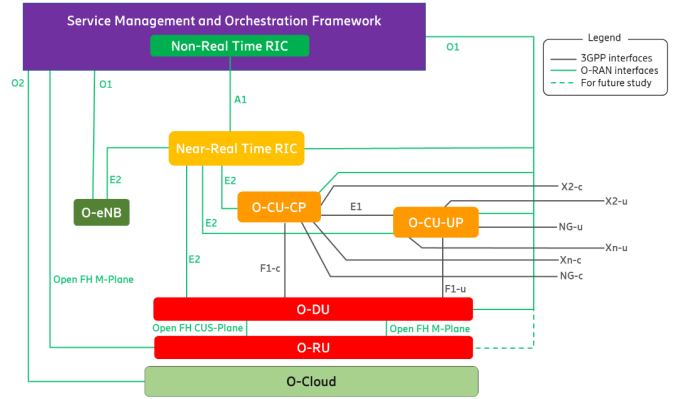 Service Management and Orchestration Framework
Non-Real Time RIC
Legend
3GPP interfaces
O-RAN interfaces
For future study
O1
O2
O1
A1
Near-Real Time RIC
E2
E2
X2-c
O-CU-CP
E1
X2-u
O-eNB
E2
O-CU-UP
NG-u
Xn-u
E2
Xn-c
F1-c
NG-c
Open FH M-Plane
F1-u
O-DU
Open FH CUS-Plane
Open FH M-Plane
O-RU
O-Cloud